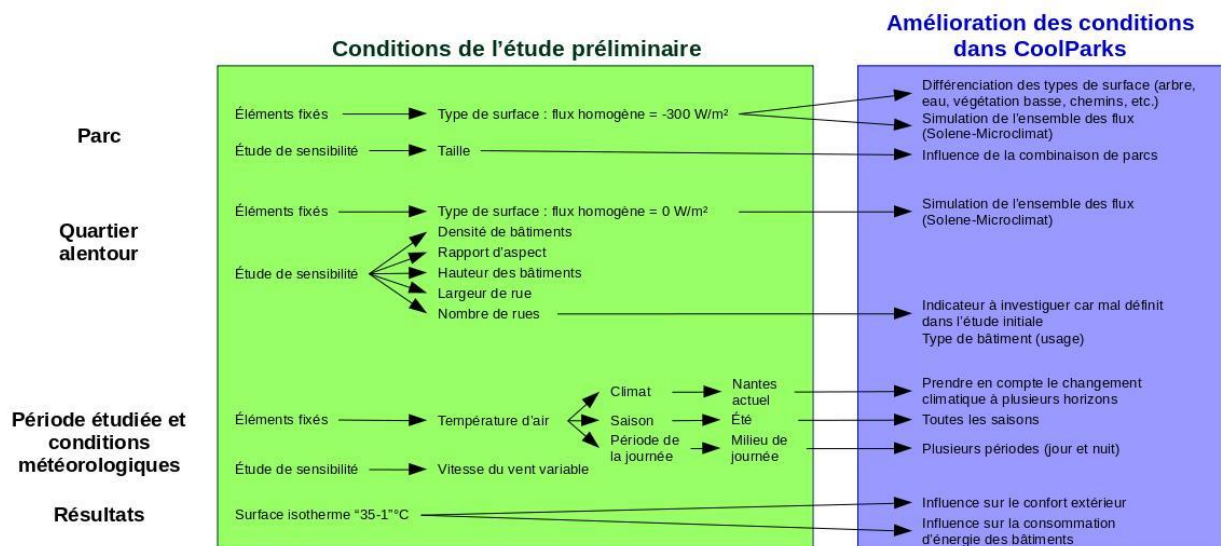 Conditions de l'étude préliminaire
Amélioration des conditions
dans CoolParks
Parc
Éléments fixés
Type de surface : flux homogène = -300 W/m²
Différenciation des types de surface (arbre,
eau, végétation basse, chemins, etc.)
Simulation de l'ensemble des flux
(Solene-Microclimat)
Étude de sensibilité
Taille
Influence de la combinaison de parcs
Quartier
alentour
Éléments fixés
Type de surface : flux homogène = 0 W/m²
Simulation de l'ensemble des flux
(Solene-Microclimat)
Étude de sensibilité
Densité de bâtiments
Rapport d'aspect
Hauteur des bâtiments
Largeur de rue
Nombre de rues
Indicateur à investiguer car mal définit
dans l'étude initiale
Type de bâtiment (usage)
Période étudiée et
conditions
météorologiques
Éléments fixés
Température d'air
Climat
Nantes
actuel
Prendre en compte le changement
climatique à plusieurs horizons
Saison
Été
Toutes les saisons
Période de
la journée
Milieu de
journée
Plusieurs périodes (jour et nuit)
Étude de sensibilité
Vitesse du vent variable
Résultats
Surface isotherme “35-1”°C
Influence sur le confort extérieur
Influence sur la consommation
d'énergie des bâtiments